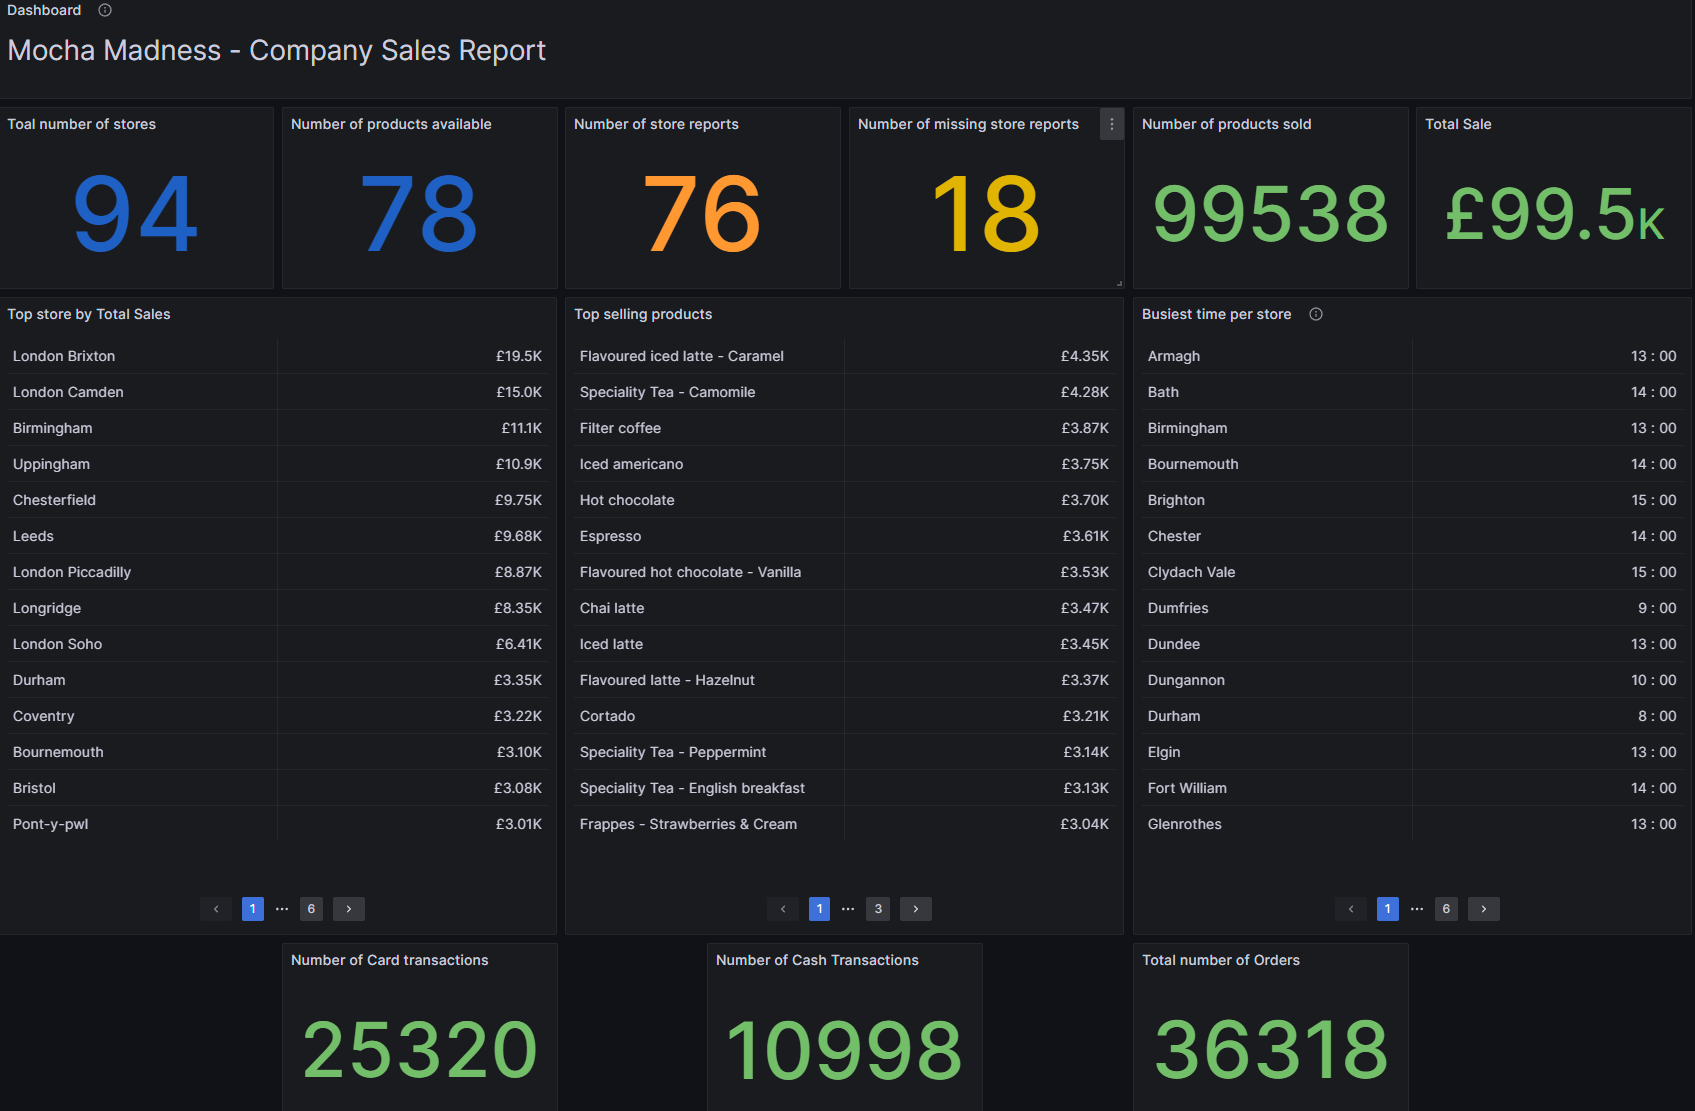 Dashboard
Mocha Madness - Company Sales Report
Toal number of stores
94
Number of products available
78
Number of store reports
76
Number of missing store reports
18
Number of products sold
99538
Total Sale
£99.5K
Top store by Total Sales
London Brixton £19.5K
London Camden £15.0K
Birmingham £11.1K
Uppingham £10.9K
Chesterfield £9.75K
Leeds £9.68K
London Piccadilly £8.87K
Longridge £8.35K
London Soho £6.41K
Durham £3.35K
Coventry £3.22K
Bournemouth £3.10K
Bristol £3.08K
Pont-y-pwl £3.01K
1 ··· 6
Top selling products
Flavoured iced latte - Caramel £4.35K
Speciality Tea - Camomile £4.28K
Filter coffee £3.87K
Iced americano £3.75K
Hot chocolate £3.70K
Espresso £3.61K
Flavoured hot chocolate - Vanilla £3.53K
Chai latte £3.47K
Iced latte £3.45K
Flavoured latte - Hazelnut £3.37K
Cortado £3.21K
Speciality Tea - Peppermint £3.14K
Speciality Tea - English breakfast £3.13K
Frappes - Strawberries & Cream £3.04K
1 ··· 3
Busiest time per store
Armagh 13 : 00
Bath 14 : 00
Birmingham 13 : 00
Bournemouth 14 : 00
Brighton 15 : 00
Chester 14 : 00
Clydach Vale 15 : 00
Dumfries 9 : 00
Dundee 13 : 00
Dungannon 10 : 00
Durham 8 : 00
Elgin 13 : 00
Fort William 14 : 00
Glenrothes 13 : 00
1 ··· 6
Number of Card transactions
25320
Number of Cash Transactions
10998
Total number of Orders
36318